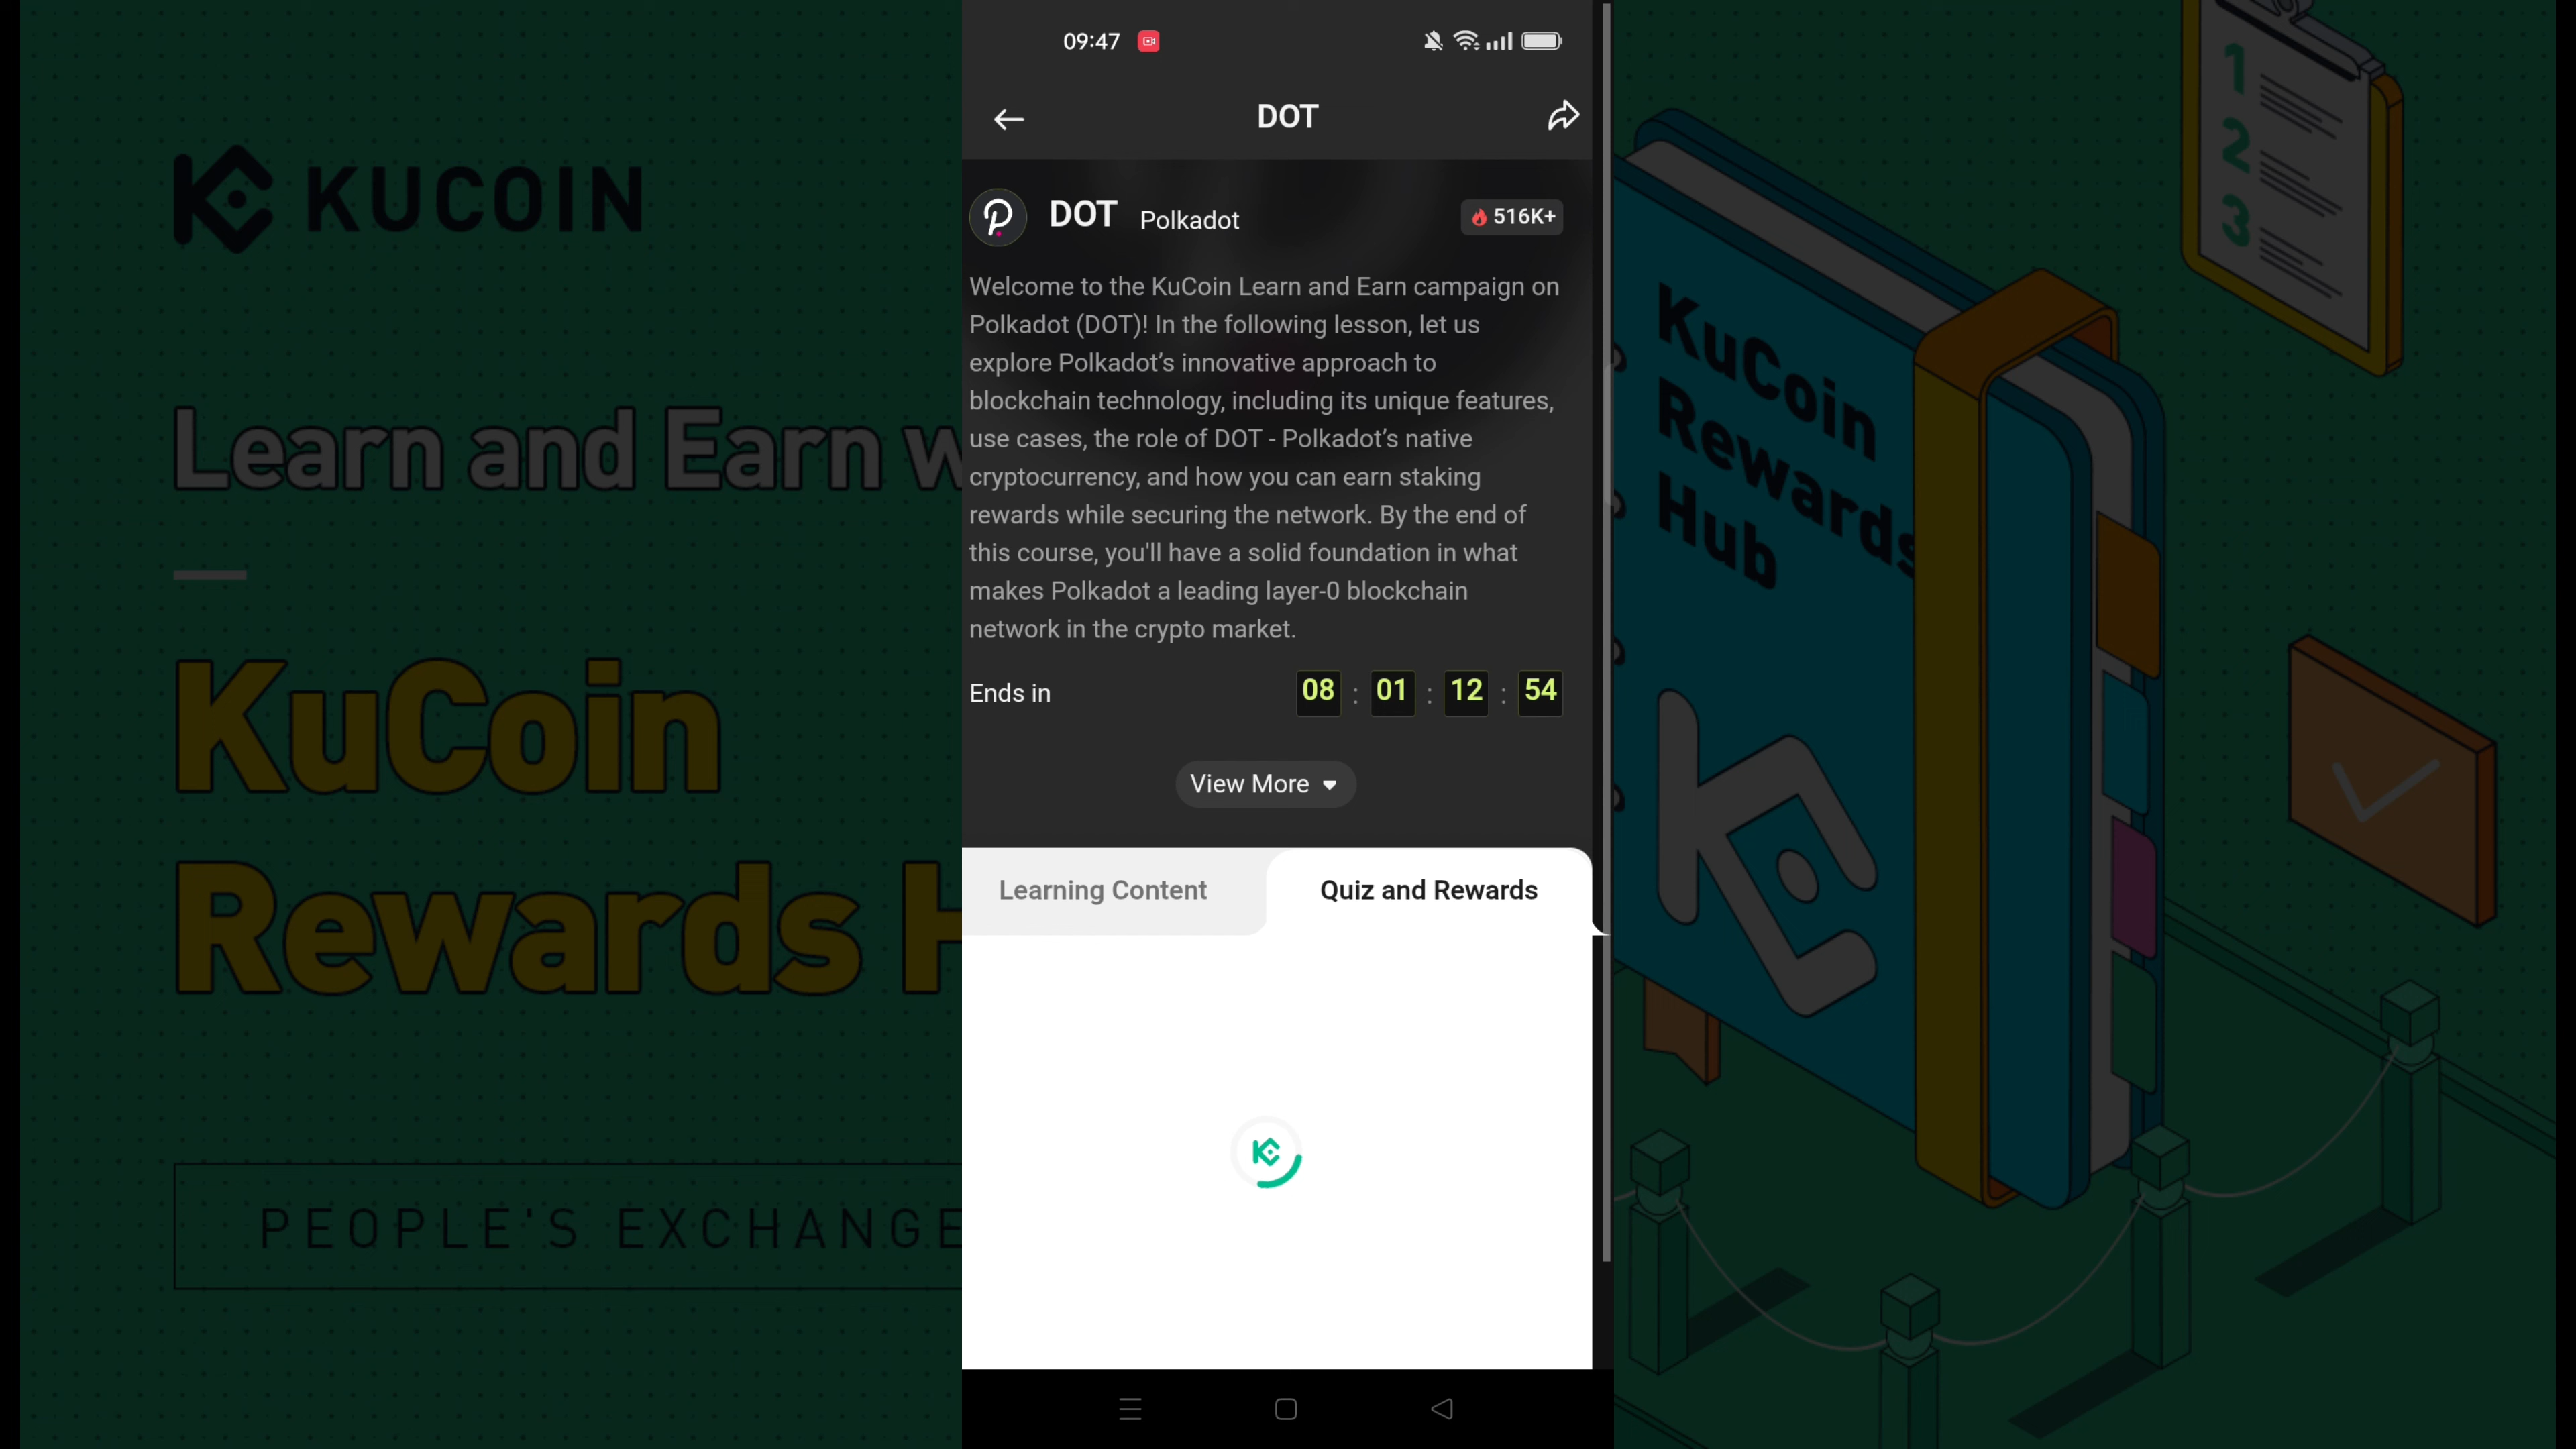 KUCOIN
Learn and Earn w
KuCoin
Rewards H
PEOPLE'S EXCHANGE
09:47
DOT
DOT Polkadot 516K+
Welcome to the KuCoin Learn and Earn campaign on
Polkadot (DOT)! In the following lesson, let us
explore Polkadot’s innovative approach to
blockchain technology, including its unique features,
use cases, the role of DOT - Polkadot’s native
cryptocurrency, and how you can earn staking
rewards while securing the network. By the end of
this course, you'll have a solid foundation in what
makes Polkadot a leading layer-0 blockchain
network in the crypto market.
Ends in 08 : 01 : 12 : 54
View More
Learning Content Quiz and Rewards
KuCoin
Rewards
Hub
1
2
3